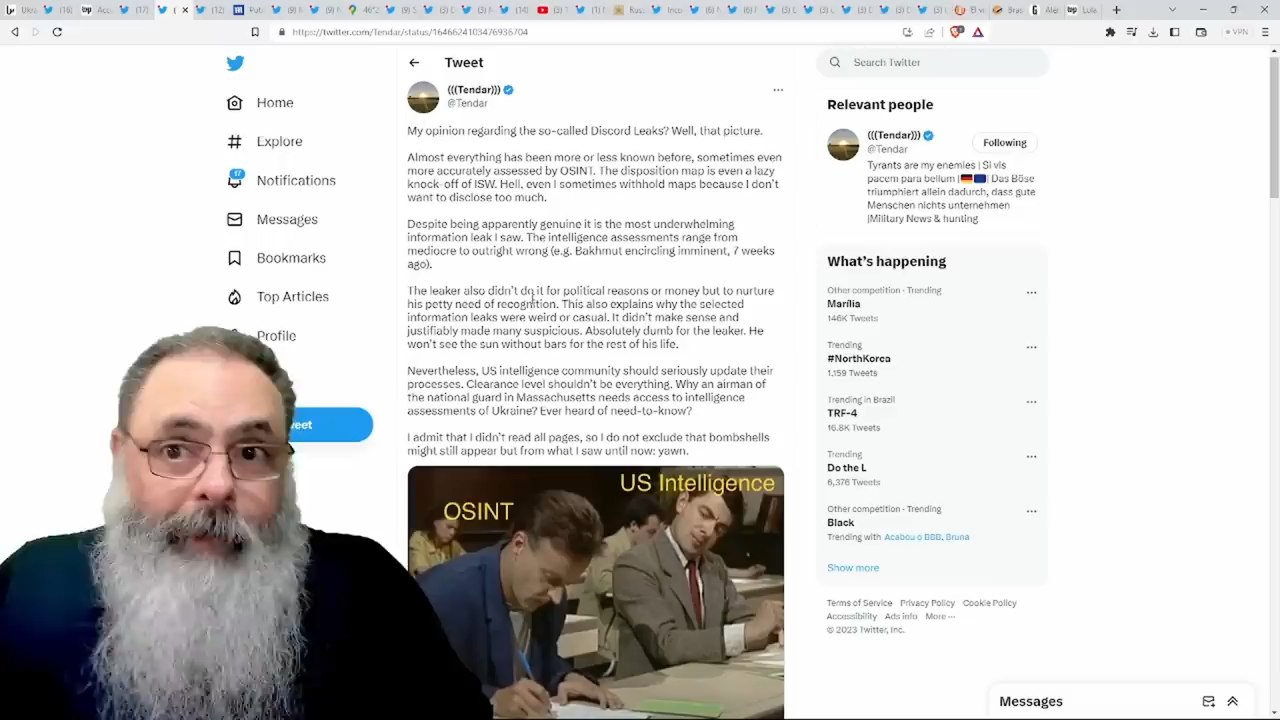 https://twitter.com/Tendar/status/1646624103476936704
VPN
Home
Explore
17
Notifications
Messages
Bookmarks
Top Articles
Profile
eet
Tweet
(((Tendar)))
@Tendar
My opinion regarding the so-called Discord Leaks? Well, that picture.
Almost everything has been more or less known before, sometimes even
more accurately assessed by OSINT. The disposition map is even a lazy
knock-off of ISW. Hell, even I sometimes withhold maps because I don't
want to disclose too much.
Despite being apparently genuine it is the most underwhelming
information leak I saw. The intelligence assessments range from
mediocre to outright wrong (e.g. Bakhmut encircling imminent, 7 weeks
ago).
The leaker also didn't do it for political reasons or money but to nurture
his petty need of recognition. This also explains why the selected
information leaks were weird or casual. It didn't make sense and
justifiably made many suspicious. Absolutely dumb for the leaker. He
won't see the sun without bars for the rest of his life.
Nevertheless, US intelligence community should seriously update their
processes. Clearance level shouldn't be everything. Why an airman of
the national guard in Massachusetts needs access to intelligence
assessments of Ukraine? Ever heard of need-to-know?
I admit that I didn't read all pages, so I do not exclude that bombshells
might still appear but from what I saw until now: yawn.
US Intelligence
OSINT
Search Twitter
Relevant people
(((Tendar)))
@Tendar
Following
Tyrants are my enemies | Si vis
pacem para bellum |🇩🇪🇪🇺| Das Böse
triumphiert allein dadurch, dass gute
Menschen nichts unternehmen
|Military News & hunting
What's happening
Other competition · Trending
Marília
146K Tweets
Trending
#NorthKorea
1,159 Tweets
Trending in Brazil
TRF-4
16.8K Tweets
Trending
Do the L
6,376 Tweets
Other competition · Trending
Black
Trending with Acabou o BBB, Bruna
Show more
Terms of Service Privacy Policy Cookie Policy
Accessibility Ads info More ···
© 2023 Twitter, Inc.
Messages